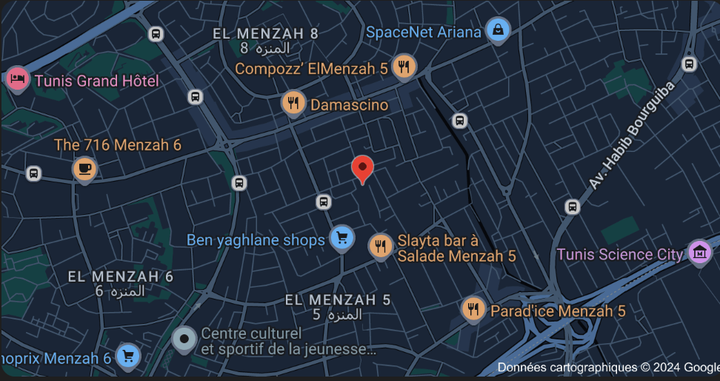 EL MENZAH 8
المنزه 8
SpaceNet Ariana
Compozz' ElMenzah 5
Tunis Grand Hôtel
Damascino
Av. Habib Bourguiba
The 716 Menzah 6
Ben yaghlane shops
Slayta bar à
Salade Menzah 5
Tunis Science City
EL MENZAH 6
المنزه 6
EL MENZAH 5
المنزه 5
Parad'ice Menzah 5
Centre culturel
et sportif de la jeunesse...
noprix Menzah 6
Données cartographiques © 2024 Google